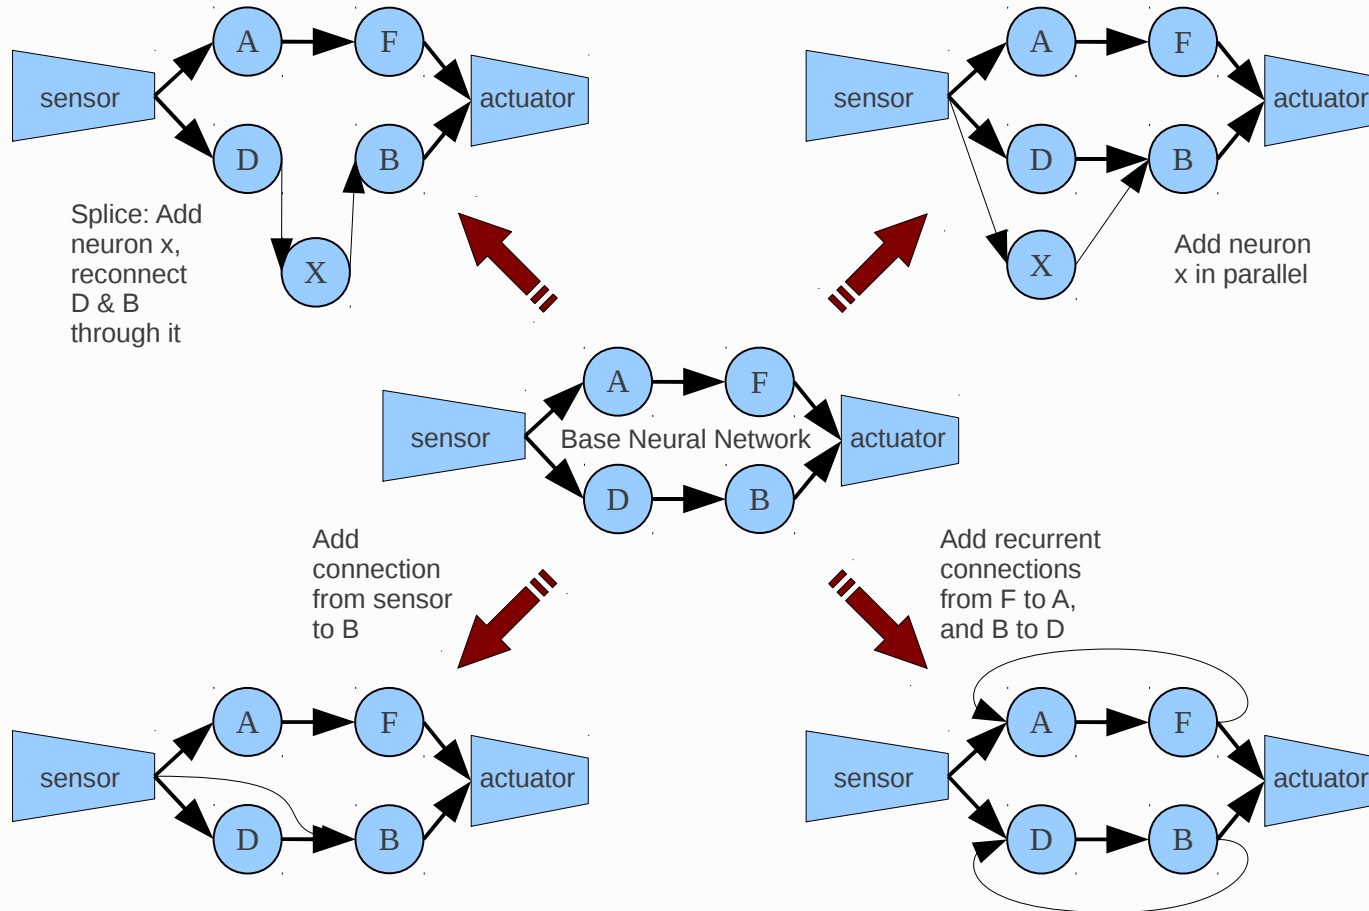 A
F
sensor
actuator
D
B
X
Splice: Add
neuron x,
reconnect
D & B
through it
A
F
sensor
actuator
D
B
X
Add neuron
x in parallel
A
F
sensor
Base Neural Network
actuator
D
B
Add
connection
from sensor
to B
Add recurrent
connections
from F to A,
and B to D
A
F
sensor
actuator
D
B
A
F
sensor
actuator
D
B